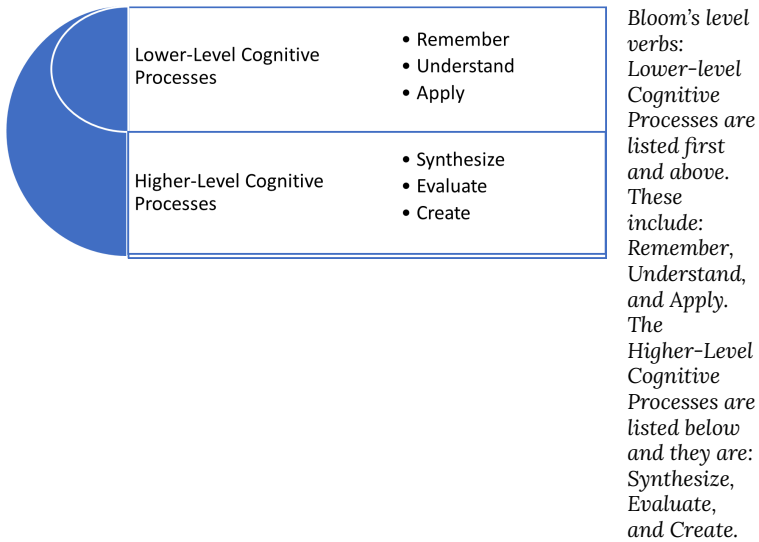 Lower-Level Cognitive
Processes
• Remember
• Understand
• Apply
Higher-Level Cognitive
Processes
• Synthesize
• Evaluate
• Create
Bloom’s level
verbs:
Lower-level
Cognitive
Processes are
listed first
and above.
These
include:
Remember,
Understand,
and Apply.
The
Higher-Level
Cognitive
Processes are
listed below
and they are:
Synthesize,
Evaluate,
and Create.